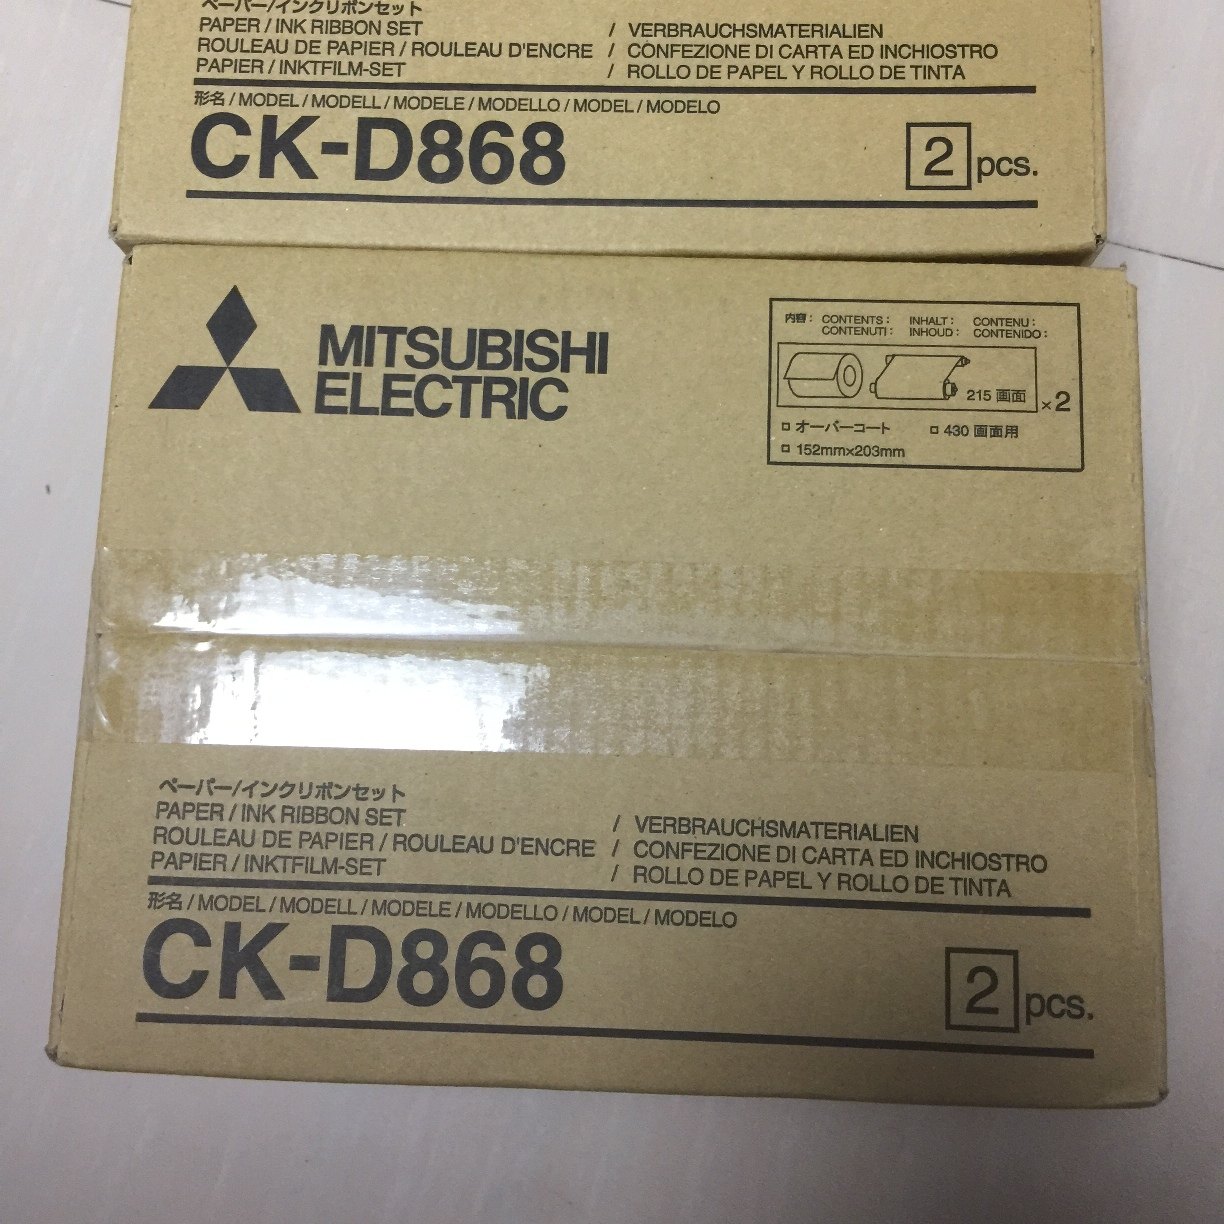 ペーパー/インクリボンセット
PAPER / INK RIBBON SET / VERBRAUCHSMATERIALIEN
ROULEAU DE PAPIER / ROULEAU D'ENCRE / CONFEZIONE DI CARTA ED INCHIOSTRO
PAPIER / INKTFILM-SET / ROLLO DE PAPEL Y ROLLO DE TINTA
形名 / MODEL / MODELL / MODELE / MODELLO / MODEL / MODELO
CK-D868
2 pcs.
MITSUBISHI
ELECTRIC
内容: CONTENTS: INHALT: CONTENU:
CONTENUTI: INHOUD: CONTENIDO:
215 画面 ×2
オーバーコート 430 画面用
152mm×203mm
ペーパー/インクリボンセット
PAPER / INK RIBBON SET / VERBRAUCHSMATERIALIEN
ROULEAU DE PAPIER / ROULEAU D'ENCRE / CONFEZIONE DI CARTA ED INCHIOSTRO
PAPIER / INKTFILM-SET / ROLLO DE PAPEL Y ROLLO DE TINTA
形名 / MODEL / MODELL / MODELE / MODELLO / MODEL / MODELO
CK-D868
2 pcs.